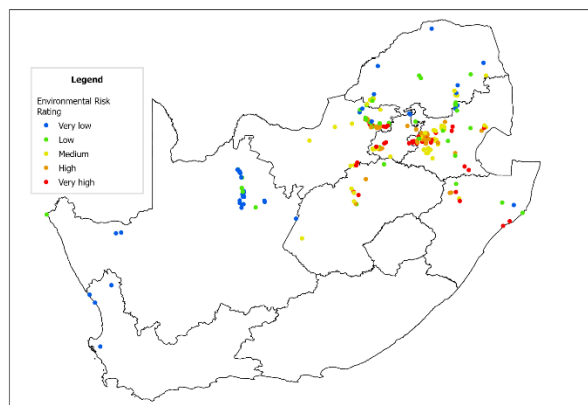 Legend
Environmental Risk
Rating
Very low
Low
Medium
High
Very high